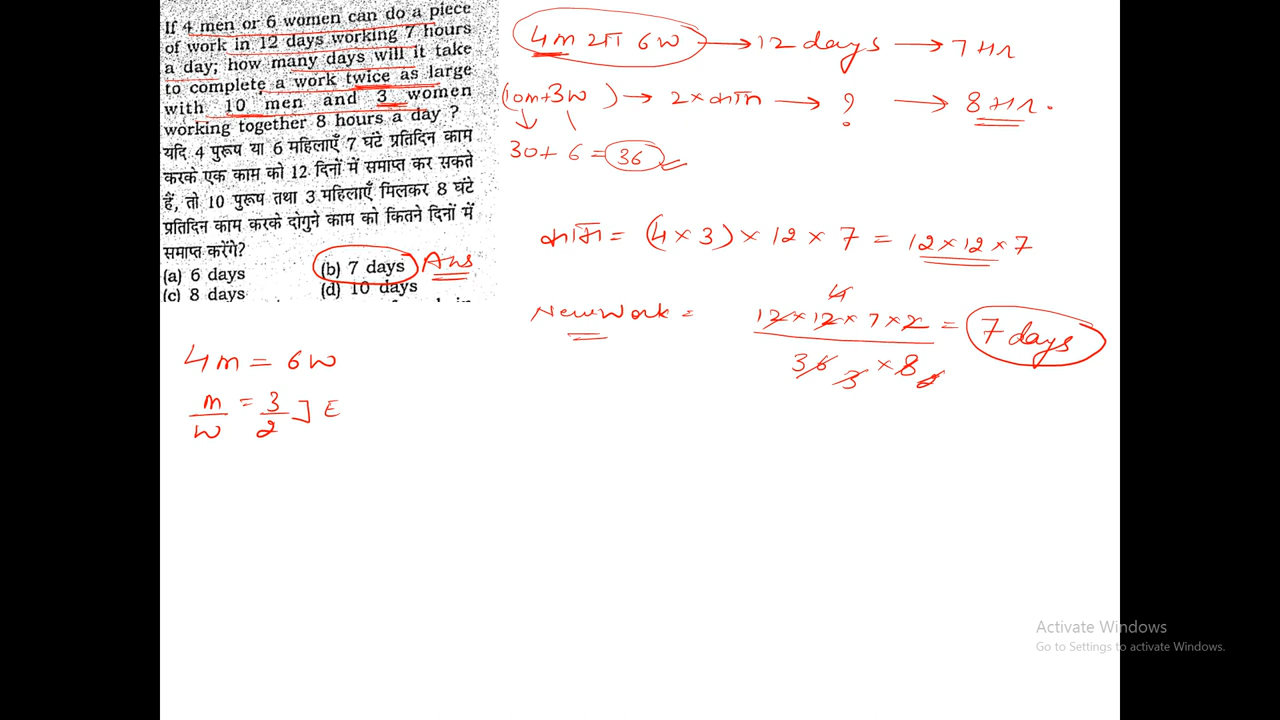 If 4 men or 6 women can do a piece
of work in 12 days working 7 hours
a day; how many days will it take
to complete a work twice as large
with 10 men and 3 women
working together 8 hours a day ?
यदि 4 पुरूष या 6 महिलाएँ 7 घंटे प्रतिदिन काम
करके एक काम को 12 दिनों में समाप्त कर सकते
हैं, तो 10 पुरूष तथा 3 महिलाएँ मिलकर 8 घंटे
प्रतिदिन काम करके दोगुने काम को कितने दिनों में
समाप्त करेंगे?
(a) 6 days (b) 7 days Ans
(c) 8 days (d) 10 days
4m = 6w
m/w = 3/2 ] E
4m या 6w → 12 days → 7 Hr
(10m+3w) → 2×काम → ? → 8 Hr.
30+6 = 36
काम = (4×3) × 12 × 7 = 12×12×7
New work = 12×12×7×2 / 36×8 = 7 days
4
3
Activate Windows
Go to Settings to activate Windows.